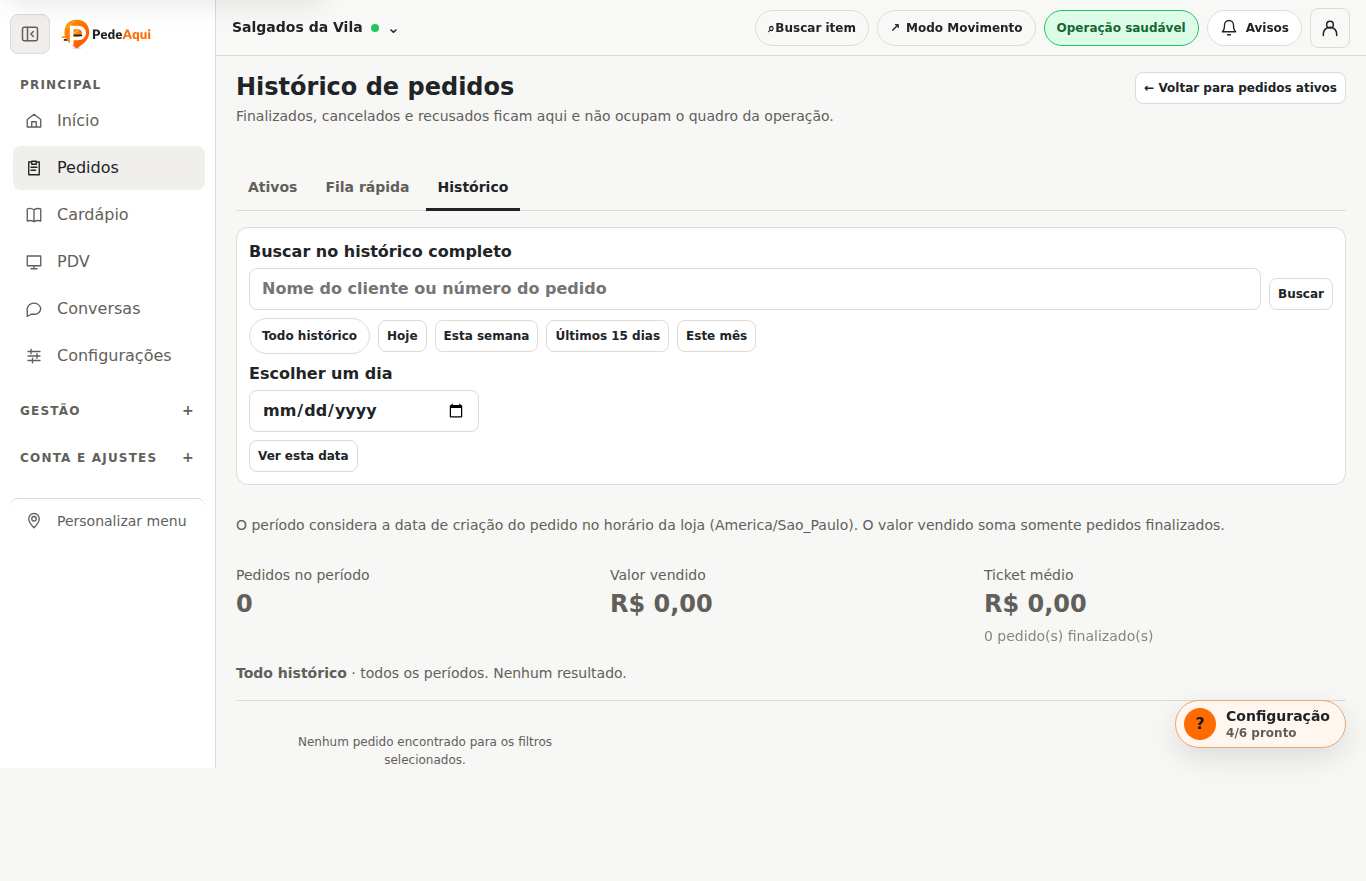 PedeAqui
Salgados da Vila
Buscar item
Modo Movimento
Operação saudável
Avisos
PRINCIPAL
Início
Pedidos
Cardápio
PDV
Conversas
Configurações
GESTÃO +
CONTA E AJUSTES +
Personalizar menu
Histórico de pedidos
← Voltar para pedidos ativos
Finalizados, cancelados e recusados ficam aqui e não ocupam o quadro da operação.
Ativos
Fila rápida
Histórico
Buscar no histórico completo
Nome do cliente ou número do pedido
Buscar
Todo histórico
Hoje
Esta semana
Últimos 15 dias
Este mês
Escolher um dia
mm/dd/yyyy
Ver esta data
O período considera a data de criação do pedido no horário da loja (America/Sao_Paulo). O valor vendido soma somente pedidos finalizados.
Pedidos no período
0
Valor vendido
R$ 0,00
Ticket médio
R$ 0,00
0 pedido(s) finalizado(s)
Todo histórico · todos os períodos. Nenhum resultado.
Nenhum pedido encontrado para os filtros
selecionados.
?
Configuração
4/6 pronto